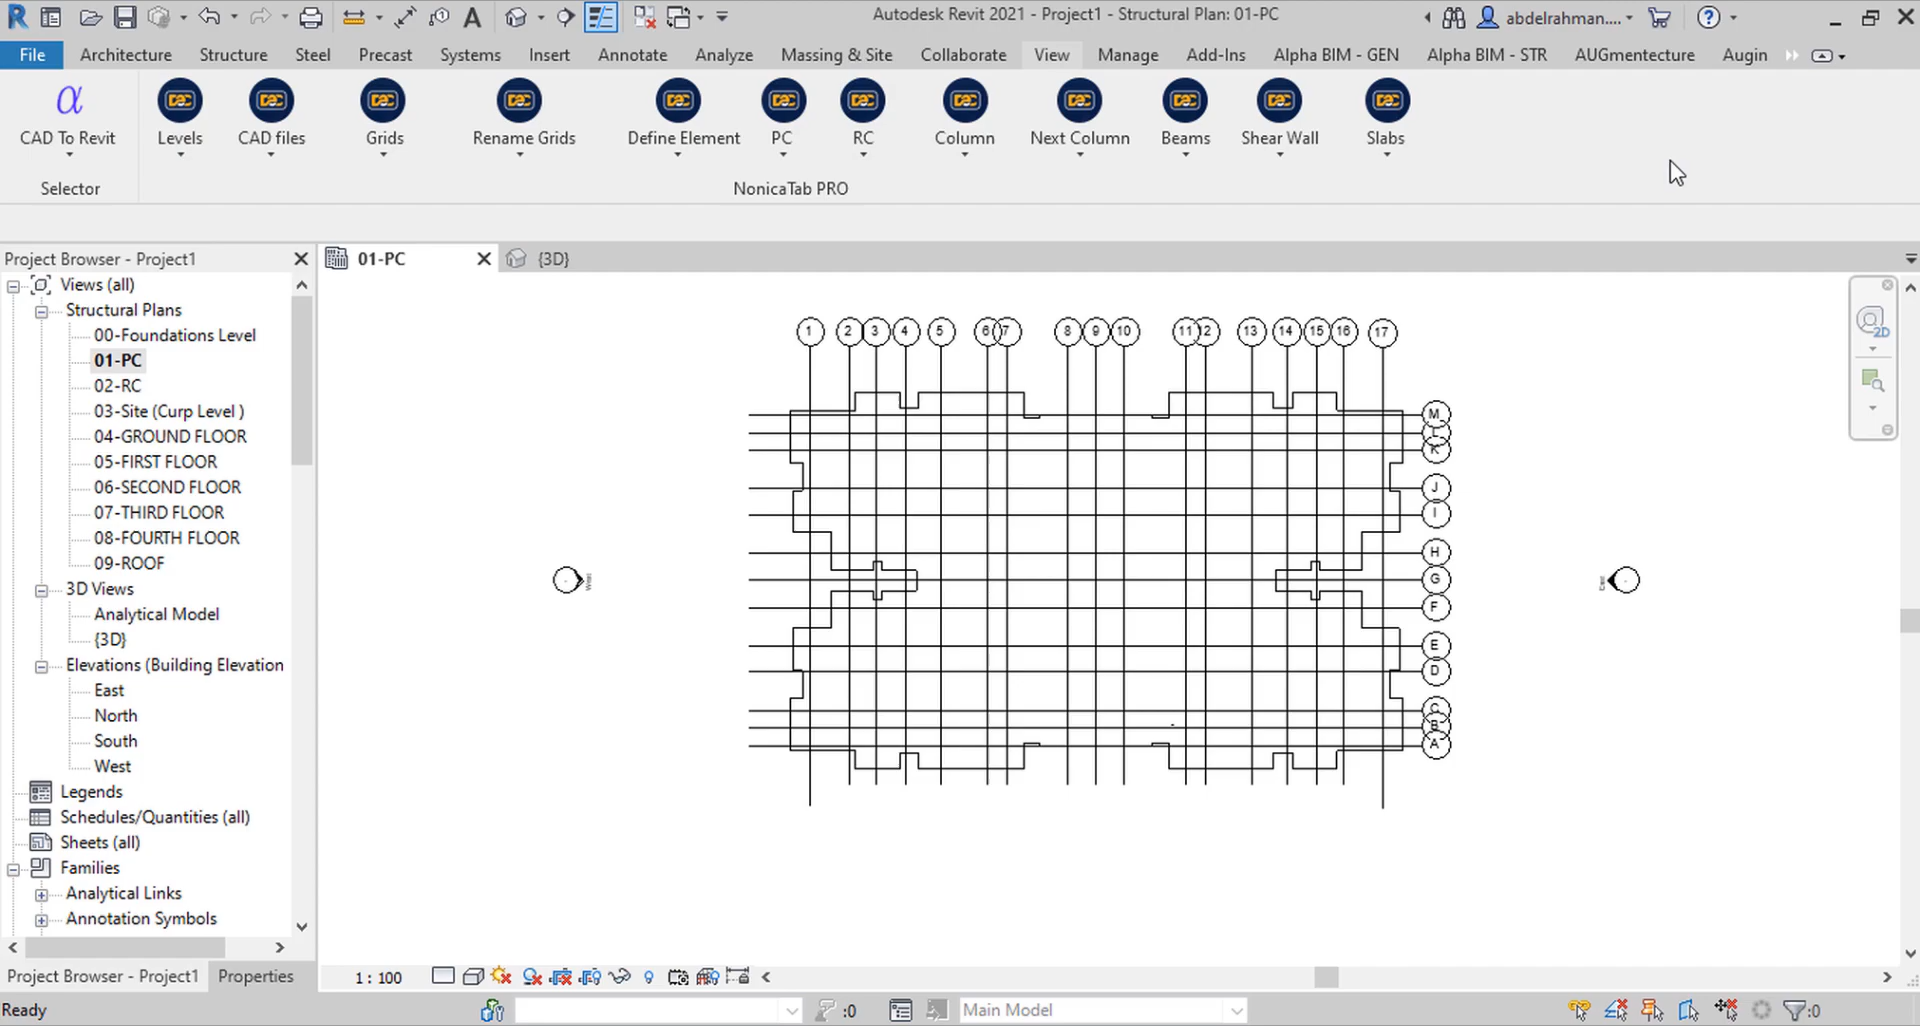 Autodesk Revit 2021 - Project1 - Structural Plan: 01-PC
abdelrahman....
File Architecture Structure Steel Precast Systems Insert Annotate Analyze Massing & Site Collaborate View Manage Add-Ins Alpha BIM - GEN Alpha BIM - STR AUGmentecture Augin
CAD To Revit Levels CAD files Grids Rename Grids Define Element PC RC Column Next Column Beams Shear Wall Slabs
Selector NonicaTab PRO
Project Browser - Project1
01-PC {3D}
Views (all)
Structural Plans
00-Foundations Level
01-PC
02-RC
03-Site (Curp Level )
04-GROUND FLOOR
05-FIRST FLOOR
06-SECOND FLOOR
07-THIRD FLOOR
08-FOURTH FLOOR
09-ROOF
3D Views
Analytical Model
{3D}
Elevations (Building Elevation
East
North
South
West
Legends
Schedules/Quantities (all)
Sheets (all)
Families
Analytical Links
Annotation Symbols
1 2 3 4 5 6 7 8 9 10 11 2 13 14 15 16 17
M
L
K
J
I
H
G
F
E
D
C
B
A
West
East
2D
Project Browser - Project1 Properties
1 : 100
Ready :0 Main Model :0